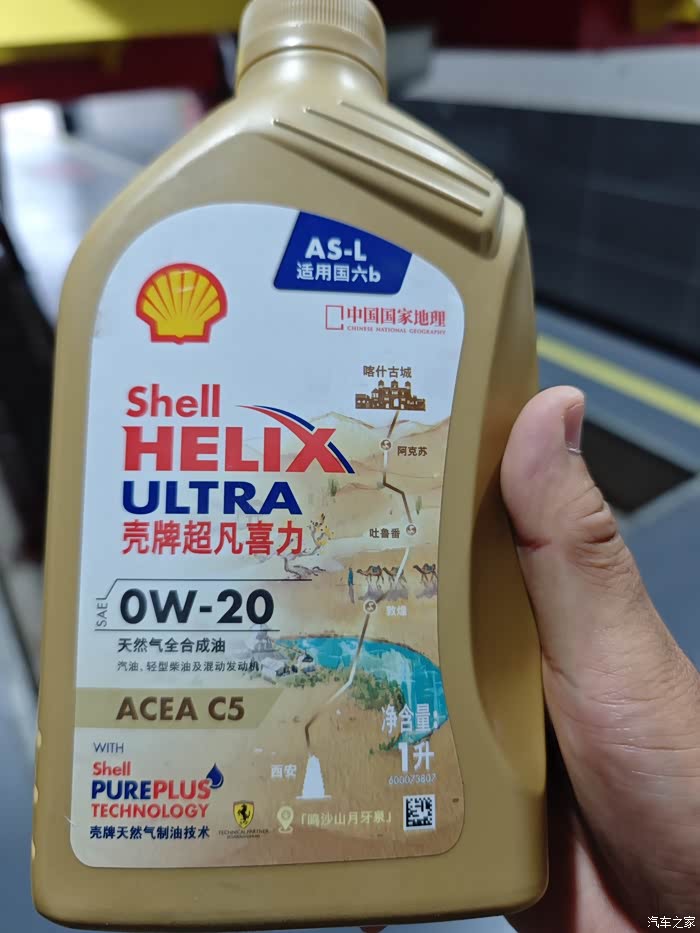 AS-L
适用国六b
中国国家地理
CHINESE NATIONAL GEOGRAPHY
喀什古城
Shell
HELIX
ULTRA
壳牌超凡喜力
阿克苏
吐鲁番
敦煌
SAE
0W-20
天然气全合成油
汽油、轻型柴油及混动发动机
ACEA C5
净含量:
1升
600073807
WITH
Shell
PUREPLUS
TECHNOLOGY
壳牌天然气制油技术
TECHNICAL PARTNER
西安
「鸣沙山月牙泉」
汽车之家